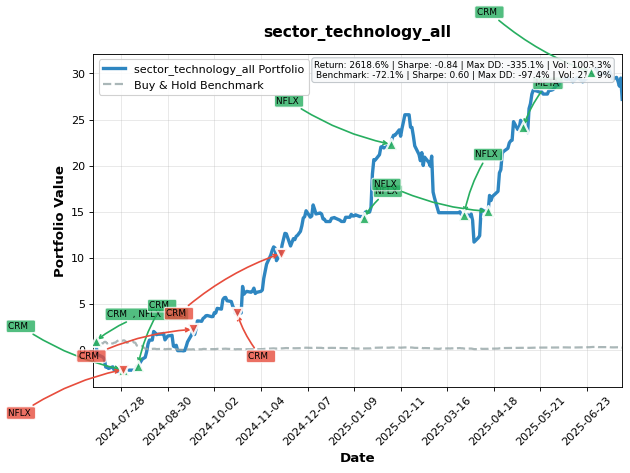 CRM
sector_technology_all
sector_technology_all Portfolio
Buy & Hold Benchmark
Return: 2618.6% | Sharpe: -0.84 | Max DD: -335.1% | Vol: 1003.3%
Benchmark: -72.1% | Sharpe: 0.60 | Max DD: -97.4% | Vol:
META
NFLX
NFLX
NFLX
NFLX
CRM
CRM , NFLX
CRM
CRM
CRM
CRM
NFLX
Portfolio Value
30
25
20
15
10
5
0
2024-07-28
2024-08-30
2024-10-02
2024-11-04
2024-12-07
2025-01-09
2025-02-11
2025-03-16
2025-04-18
2025-05-21
2025-06-23
Date